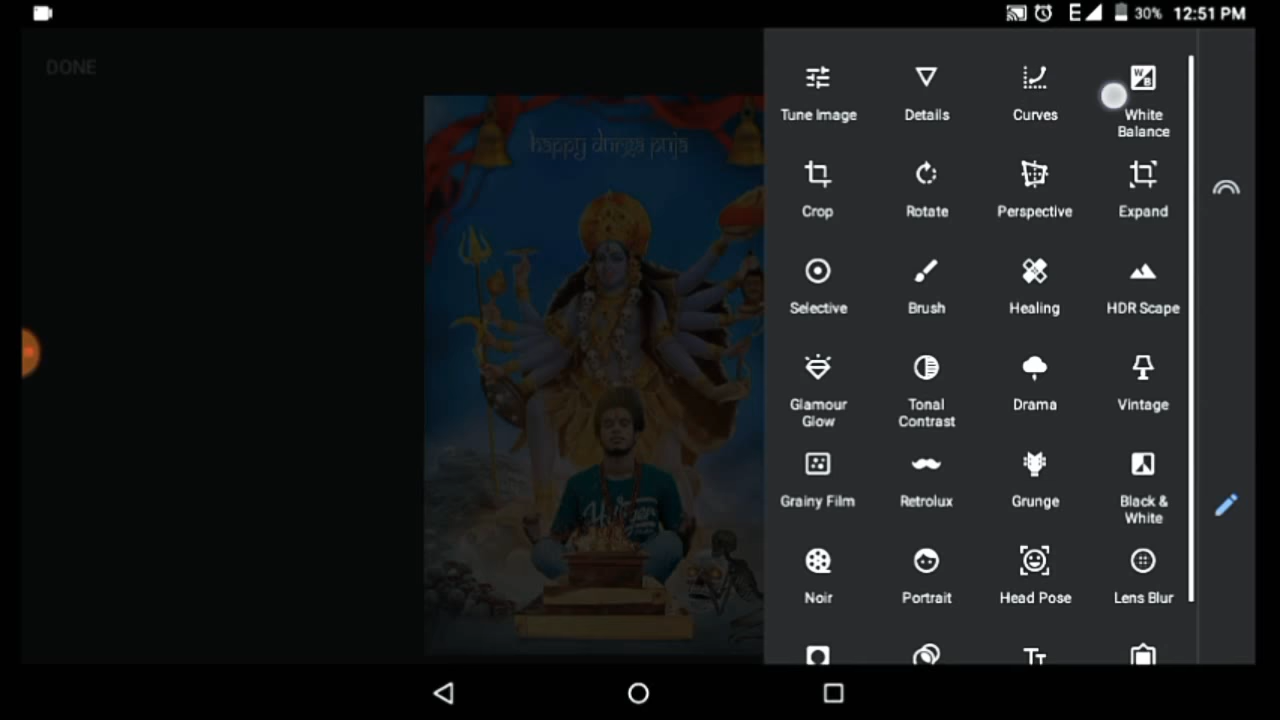 30% 12:51 PM
DONE
happy durga puja
Tune Image
Details
Curves
White
Balance
Crop
Rotate
Perspective
Expand
Selective
Brush
Healing
HDR Scape
Glamour
Glow
Tonal
Contrast
Drama
Vintage
Grainy Film
Retrolux
Grunge
Black &
White
Noir
Portrait
Head Pose
Lens Blur